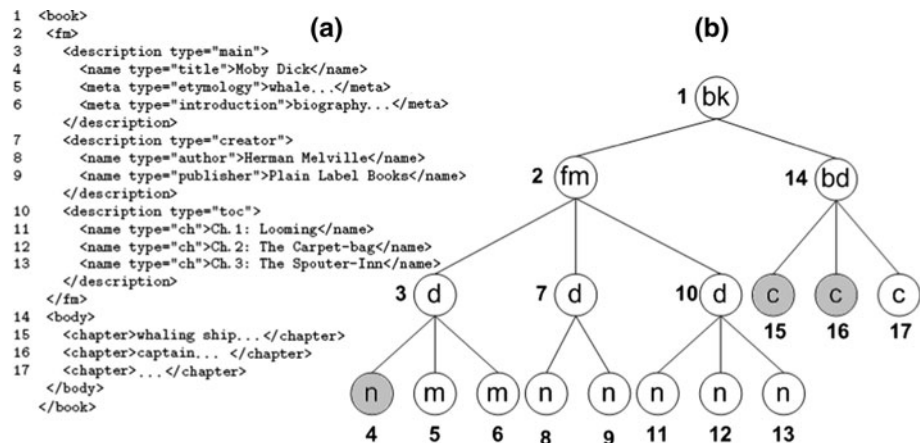 (a)
1 <book>
2 <fm>
3 <description type="main">
4 <name type="title">Moby Dick</name>
5 <meta type="etymology">whale...</meta>
6 <meta type="introduction">biography...</meta>
</description>
7 <description type="creator">
8 <name type="author">Herman Melville</name>
9 <name type="publisher">Plain Label Books</name>
</description>
10 <description type="toc">
11 <name type="ch">Ch.1: Looming</name>
12 <name type="ch">Ch.2: The Carpet-bag</name>
13 <name type="ch">Ch.3: The Spouter-Inn</name>
</description>
</fm>
14 <body>
15 <chapter>whaling ship...</chapter>
16 <chapter>captain... </chapter>
17 <chapter>...</chapter>
</body>
</book>
(b)
1 bk
2 fm 14 bd
3 d 7 d 10 d c c c
15 16 17
n m m n n n n n
4 5 6 8 9 11 12 13